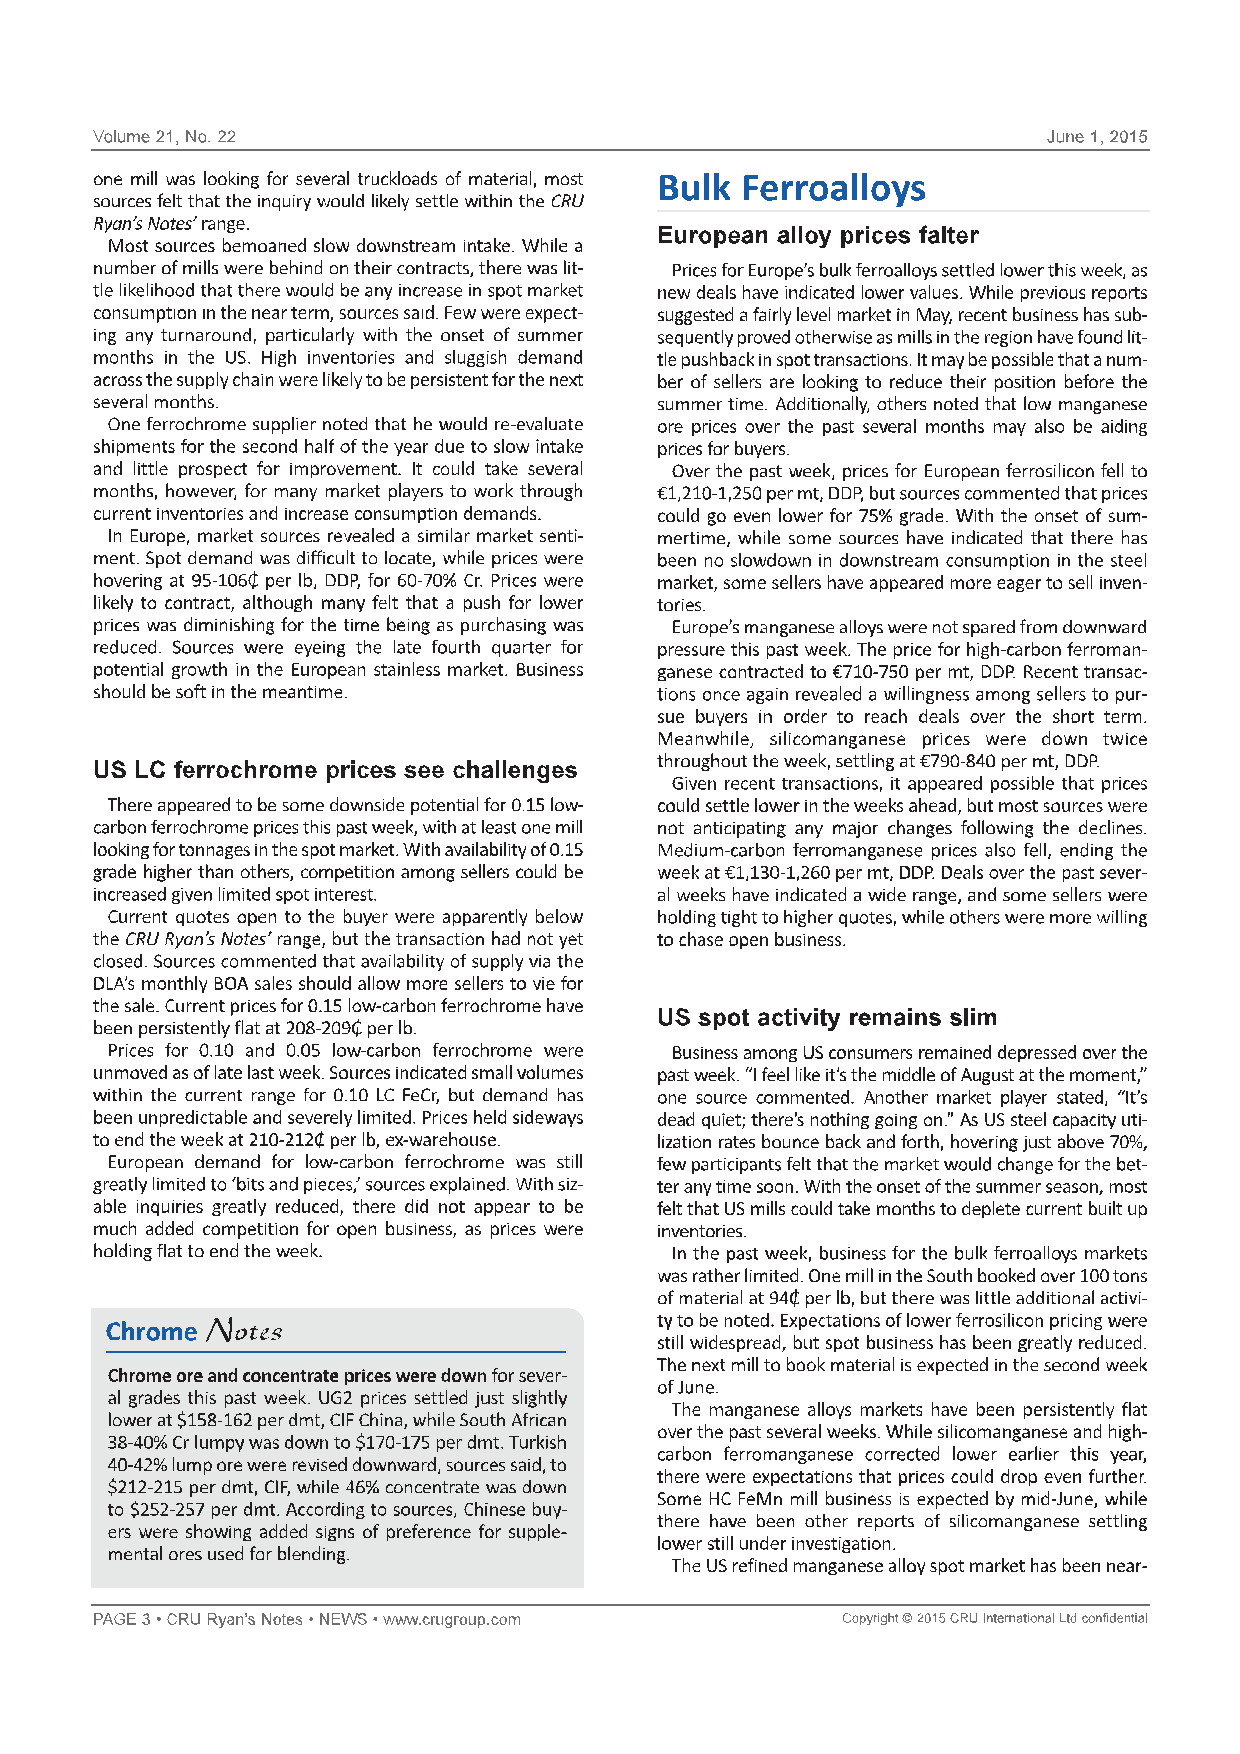 Volume 21, No. 22
June 1, 2015
one mill was looking for several truckloads of material, most
sources felt that the inquiry would likely settle within the CRU
Ryan’s Notes’ range.
Most sources bemoaned slow downstream intake. While a
number of mills were behind on their contracts, there was lit-
tle likelihood that there would be any increase in spot market
consumption in the near term, sources said. Few were expect-
ing any turnaround, particularly with the onset of summer
months in the US. High inventories and sluggish demand
across the supply chain were likely to be persistent for the next
several months.
One ferrochrome supplier noted that he would re-evaluate
shipments for the second half of the year due to slow intake
and little prospect for improvement. It could take several
months, however, for many market players to work through
current inventories and increase consumption demands.
In Europe, market sources revealed a similar market senti-
ment. Spot demand was difficult to locate, while prices were
hovering at 95-106₵ per lb, DDP, for 60-70% Cr. Prices were
likely to contract, although many felt that a push for lower
prices was diminishing for the time being as purchasing was
reduced. Sources were eyeing the late fourth quarter for
potential growth in the European stainless market. Business
should be soft in the meantime.
US LC ferrochrome prices see challenges
There appeared to be some downside potential for 0.15 low-
carbon ferrochrome prices this past week, with at least one mill
looking for tonnages in the spot market. With availability of 0.15
grade higher than others, competition among sellers could be
increased given limited spot interest.
Current quotes open to the buyer were apparently below
the CRU Ryan’s Notes’ range, but the transaction had not yet
closed. Sources commented that availability of supply via the
DLA’s monthly BOA sales should allow more sellers to vie for
the sale. Current prices for 0.15 low-carbon ferrochrome have
been persistently flat at 208-209₵ per lb.
Prices for 0.10 and 0.05 low-carbon ferrochrome were
unmoved as of late last week. Sources indicated small volumes
within the current range for 0.10 LC FeCr, but demand has
been unpredictable and severely limited. Prices held sideways
to end the week at 210-212₵ per lb, ex-warehouse.
European demand for low-carbon ferrochrome was still
greatly limited to ‘bits and pieces,’ sources explained. With siz-
able inquiries greatly reduced, there did not appear to be
much added competition for open business, as prices were
holding flat to end the week.
Chrome Notes
Chrome ore and concentrate prices were down for sever-
al grades this past week. UG2 prices settled just slightly
lower at $158-162 per dmt, CIF China, while South African
38-40% Cr lumpy was down to $170-175 per dmt. Turkish
40-42% lump ore were revised downward, sources said, to
$212-215 per dmt, CIF, while 46% concentrate was down
to $252-257 per dmt. According to sources, Chinese buy-
ers were showing added signs of preference for supple-
mental ores used for blending.
Bulk Ferroalloys
European alloy prices falter
Prices for Europe’s bulk ferroalloys settled lower this week, as
new deals have indicated lower values. While previous reports
suggested a fairly level market in May, recent business has sub-
sequently proved otherwise as mills in the region have found lit-
tle pushback in spot transactions. It may be possible that a num-
ber of sellers are looking to reduce their position before the
summer time. Additionally, others noted that low manganese
ore prices over the past several months may also be aiding
prices for buyers.
Over the past week, prices for European ferrosilicon fell to
€1,210-1,250 per mt, DDP, but sources commented that prices
could go even lower for 75% grade. With the onset of sum-
mertime, while some sources have indicated that there has
been no slowdown in downstream consumption in the steel
market, some sellers have appeared more eager to sell inven-
tories.
Europe’s manganese alloys were not spared from downward
pressure this past week. The price for high-carbon ferroman-
ganese contracted to €710-750 per mt, DDP. Recent transac-
tions once again revealed a willingness among sellers to pur-
sue buyers in order to reach deals over the short term.
Meanwhile, silicomanganese prices were down twice
throughout the week, settling at €790-840 per mt, DDP.
Given recent transactions, it appeared possible that prices
could settle lower in the weeks ahead, but most sources were
not anticipating any major changes following the declines.
Medium-carbon ferromanganese prices also fell, ending the
week at €1,130-1,260 per mt, DDP. Deals over the past sever-
al weeks have indicated a wide range, and some sellers were
holding tight to higher quotes, while others were more willing
to chase open business.
US spot activity remains slim
Business among US consumers remained depressed over the
past week. “I feel like it’s the middle of August at the moment,”
one source commented. Another market player stated, “It’s
dead quiet; there's nothing going on." As US steel capacity uti-
lization rates bounce back and forth, hovering just above 70%,
few participants felt that the market would change for the bet-
ter any time soon. With the onset of the summer season, most
felt that US mills could take months to deplete current built up
inventories.
In the past week, business for the bulk ferroalloys markets
was rather limited. One mill in the South booked over 100 tons
of material at 94₵ per lb, but there was little additional activi-
ty to be noted. Expectations of lower ferrosilicon pricing were
still widespread, but spot business has been greatly reduced.
The next mill to book material is expected in the second week
of June.
The manganese alloys markets have been persistently flat
over the past several weeks. While silicomanganese and high-
carbon ferromanganese corrected lower earlier this year,
there were expectations that prices could drop even further.
Some HC FeMn mill business is expected by mid-June, while
there have been other reports of silicomanganese settling
lower still under investigation.
The US refined manganese alloy spot market has been near-
PAGE 3 • CRU Ryan’s Notes • NEWS • www.crugroup.com
Copyright © 2015 CRU International Ltd confidential